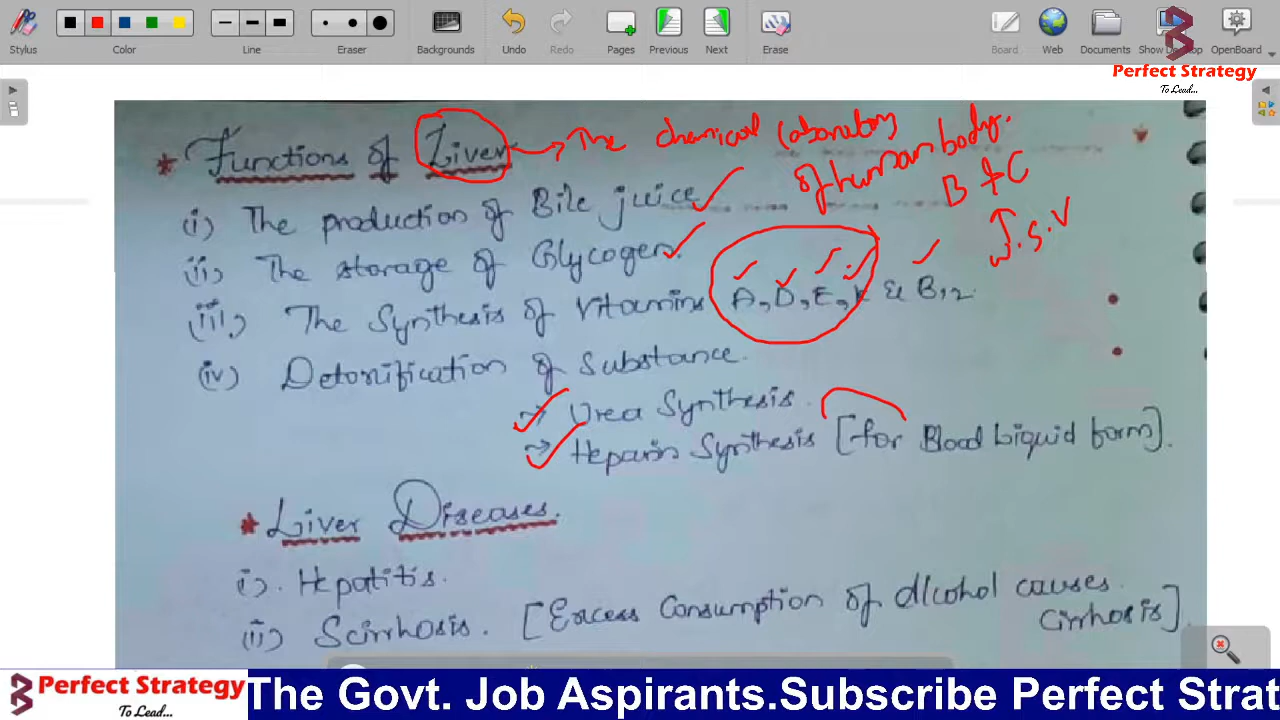 Stylus Color Line Eraser Backgrounds Undo Redo Pages Previous Next Erase Board Web Documents Show Desktop OpenBoard
Perfect Strategy
To Lead...
* Functions of Liver → The chemical laboratory
of human body.
(i) The production of Bile juice
B + C
(ii) The storage of Glycogen.
W.S.V
(iii) The Synthesis of Vitamins A, D, E, K & B12.
(iv) Detonification of Substance.
→ Urea Synthesis.
→ Heparin Synthesis [for Blood Liquid form].
* Liver Diseases.
i). Hepatitis.
(ii) Scirrhosis. [Excess Consumption of alcohol causes
cirrhosis].
Perfect Strategy
To Lead...
The Govt. Job Aspirants.Subscribe Perfect Strat